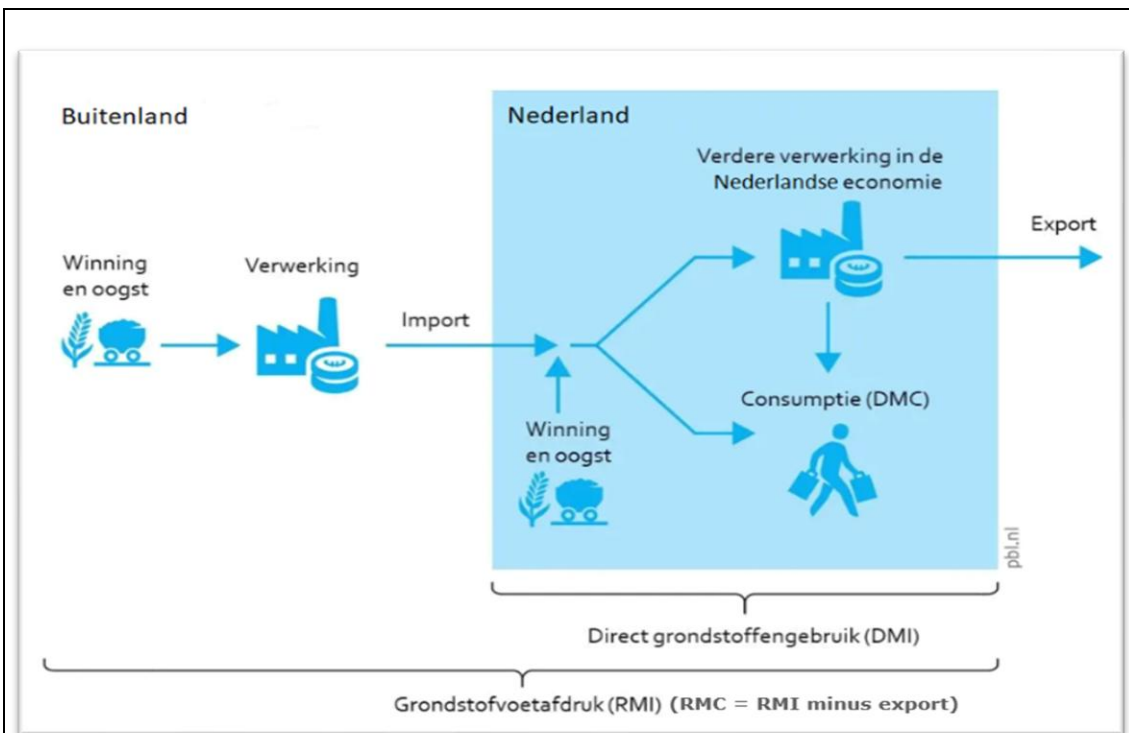 Buitenland
Nederland
Verdere verwerking in de
Nederlandse economie
Export
Winning
en oogst
Verwerking
Import
Consumptie (DMC)
Winning
en oogst
pbl.nl
Direct grondstoffengebruik (DMI)
Grondstofvoetafdruk (RMI) (RMC = RMI minus export)